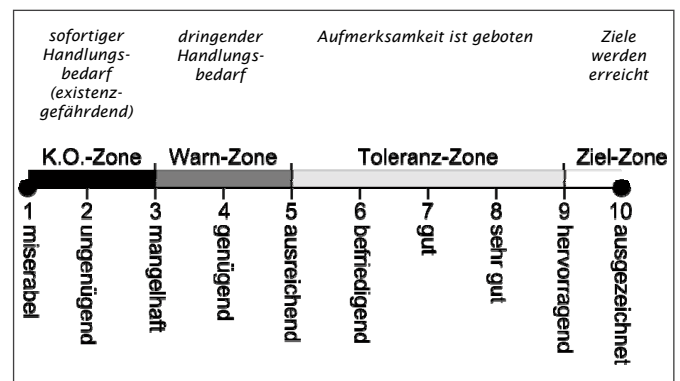 sofortiger
Handlungs-
bedarf
(existenz-
gefährdend)
dringender
Handlungs-
bedarf
Aufmerksamkeit ist geboten
Ziele
werden
erreicht
K.O.-Zone
Warn-Zone
Toleranz-Zone
Ziel-Zone
1 miserabel
2 ungenügend
3 mangelhaft
4 genügend
5 ausreichend
6 befriedigend
7 gut
8 sehr gut
9 hervorragend
10 ausgezeichnet